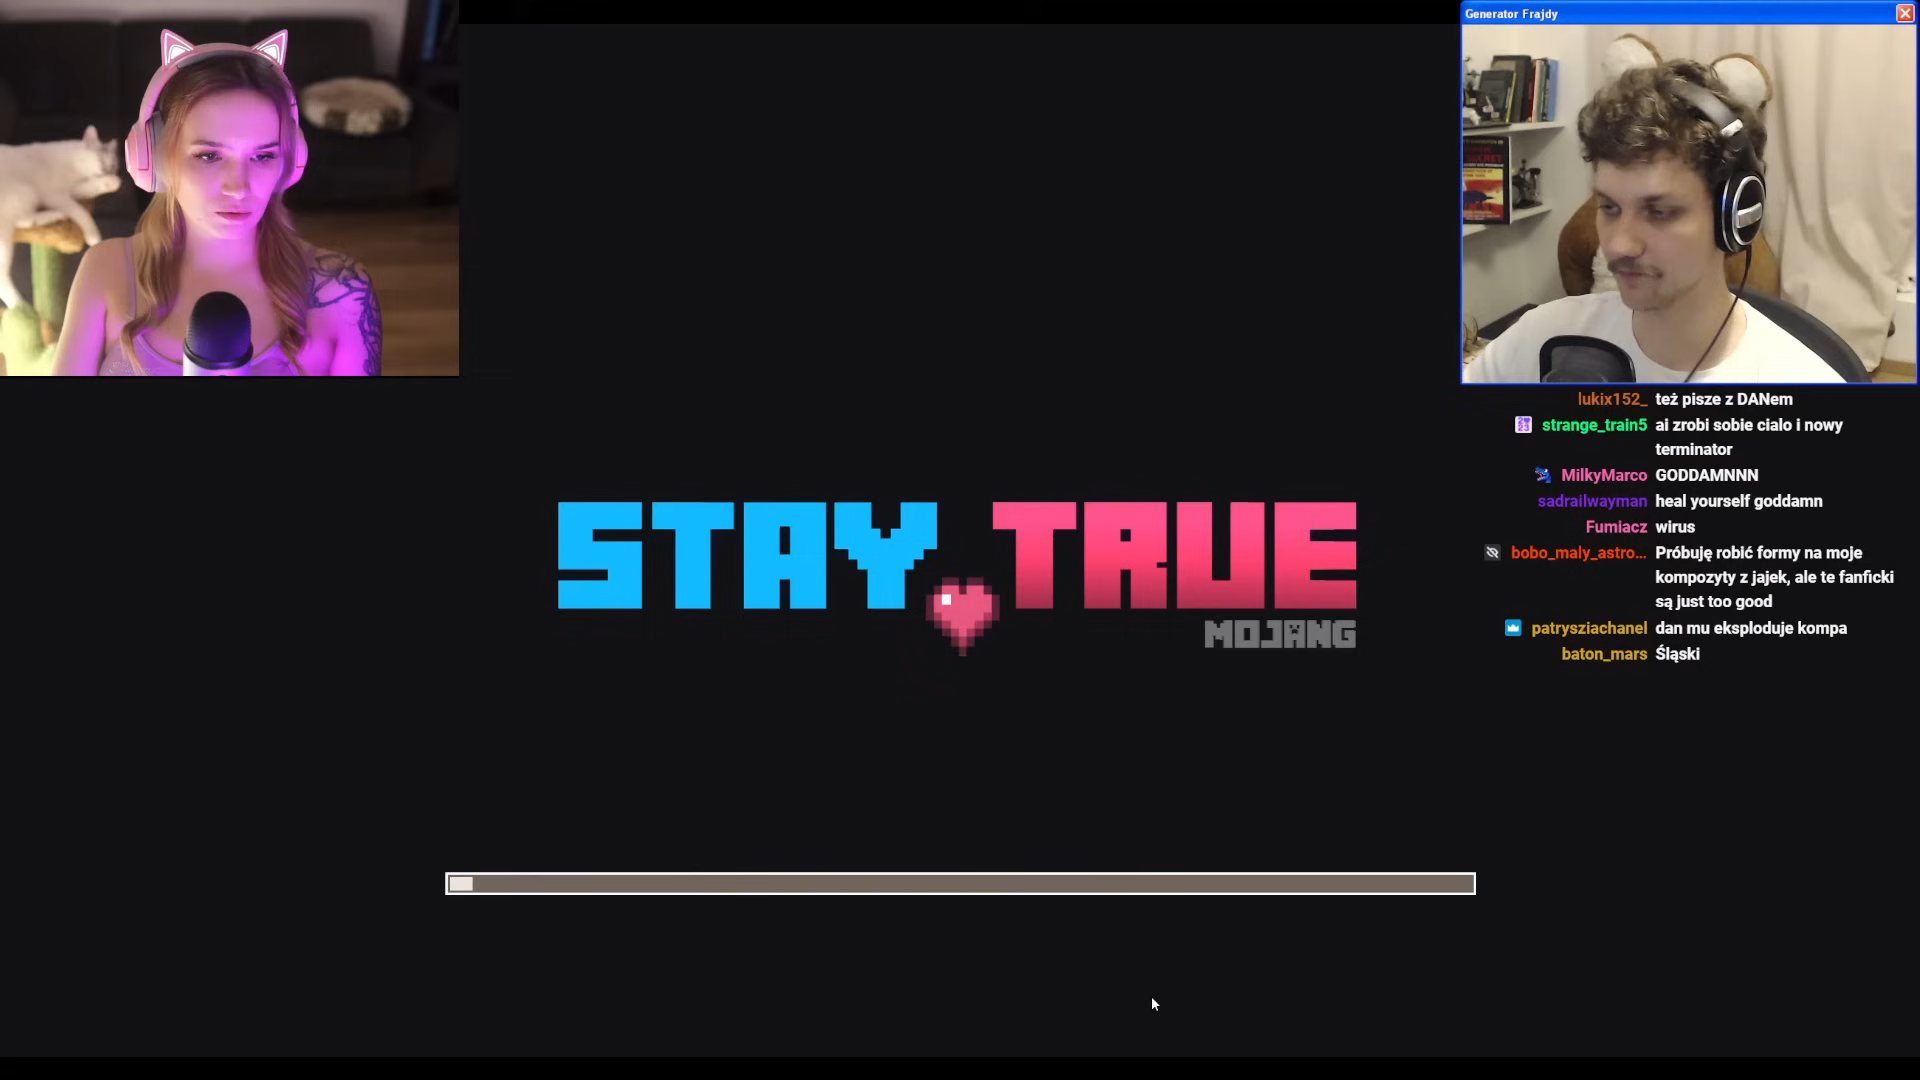 Generator Frajdy
STAY TRUE
MOJANG
lukix152_ też pisze z DANem
strange_train5 ai zrobi sobie cialo i nowy
terminator
MilkyMarco GODDAMNNN
sadrailwayman heal yourself goddamn
Fumiacz wirus
bobo_maly_astro... Próbuję robić formy na moje
kompozyty z jajek, ale te fanficki
są just too good
patrysziachanel dan mu eksploduje kompa
baton_mars Śląski